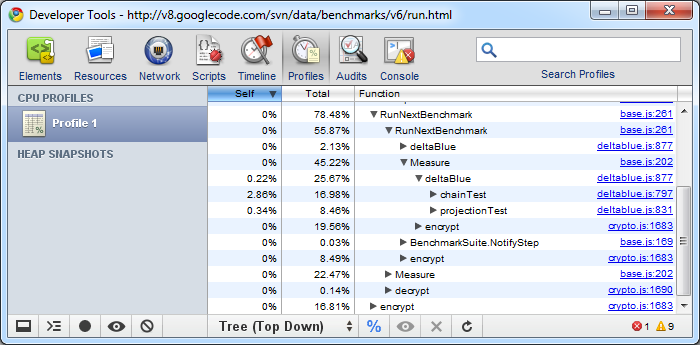 Developer Tools - http://v8.googlecode.com/svn/data/benchmarks/v6/run.html
Elements Resources Network Scripts Timeline Profiles Audits Console Search Profiles
CPU PROFILES
Profile 1
HEAP SNAPSHOTS
Self Total Function
0% 78.48% RunNextBenchmark base.js:261
0% 55.87% RunNextBenchmark base.js:261
0% 2.13% deltaBlue deltablue.js:877
0% 45.22% Measure base.js:202
0.22% 25.67% deltaBlue deltablue.js:877
2.86% 16.98% chainTest deltablue.js:797
0.34% 8.46% projectionTest deltablue.js:831
0% 19.56% encrypt crypto.js:1683
0% 0.03% BenchmarkSuite.NotifyStep base.js:169
0% 8.49% encrypt crypto.js:1683
0% 22.47% Measure base.js:202
0% 0.14% decrypt crypto.js:1690
0% 16.81% encrypt crypto.js:1683
Tree (Top Down) % 1 9